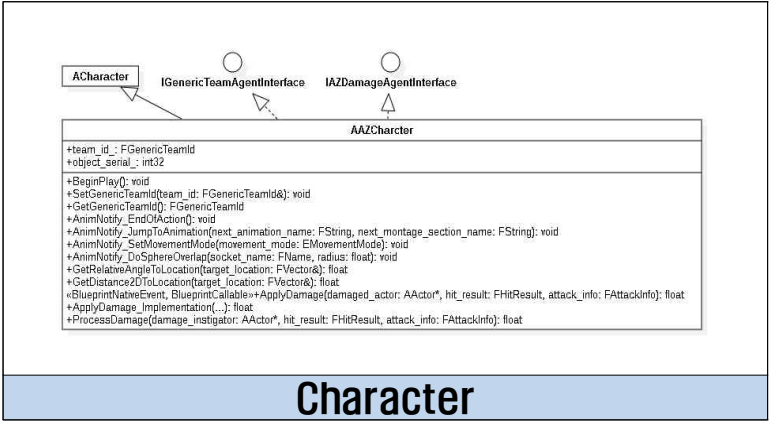 ACharacter
IGenericTeamAgentInterface
IAZDamageAgentInterface
AAZCharcter
+team_id_: FGenericTeamId
+object_serial_: int32
+BeginPlay(): void
+SetGenericTeamId(team_id: FGenericTeamId&): void
+GetGenericTeamId(): FGenericTeamId
+AnimNotify_EndOfAction(): void
+AnimNotify_JumpToAnimation(next_animation_name: FString, next_montage_section_name: FString): void
+AnimNotify_SetMovementMode(movement_mode: EMovementMode): void
+AnimNotify_DoSphereOverlap(socket_name: FName, radius: float): void
+GetRelativeAngleToLocation(target_location: FVector&): float
+GetDistance2DToLocation(target_location: FVector&): float
«BlueprintNativeEvent, BlueprintCallable»+ApplyDamage(damaged_actor: AActor*, hit_result: FHitResult, attack_info: FAttackInfo): float
+ApplyDamage_Implementation(...): float
+ProcessDamage(damage_instigator: AActor*, hit_result: FHitResult, attack_info: FAttackInfo): float
Character